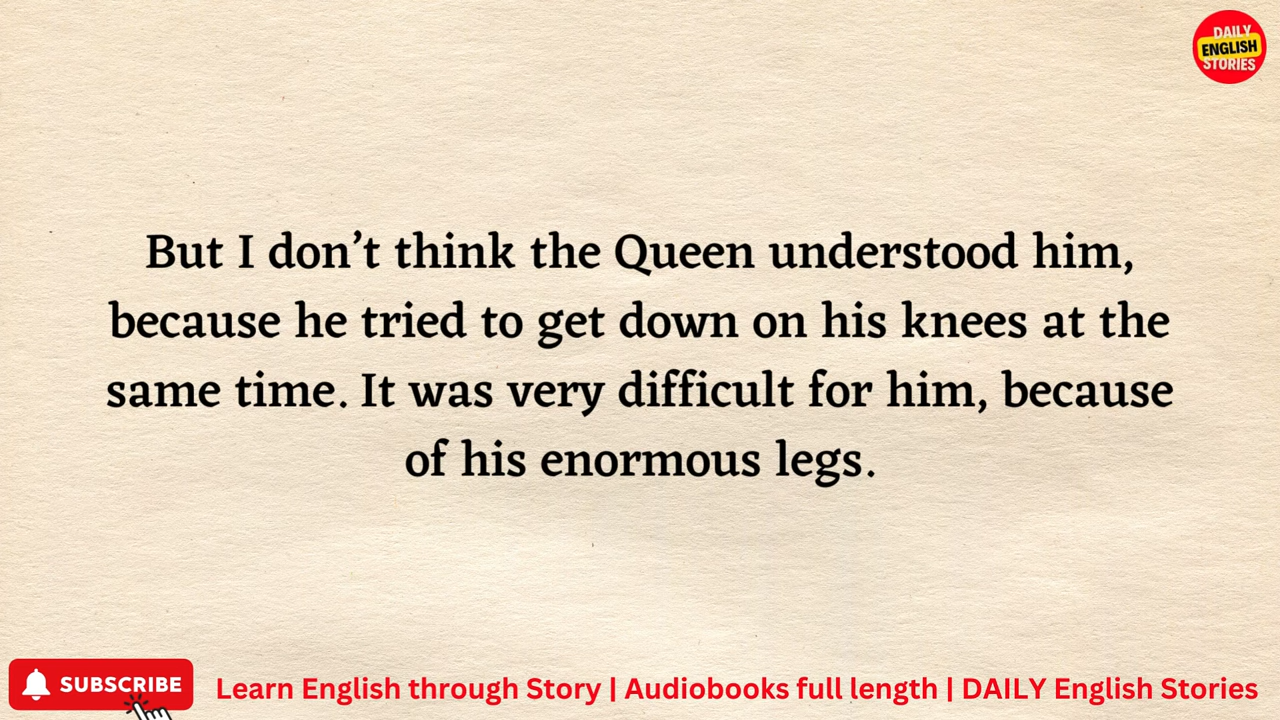 DAILY
ENGLISH
STORIES
But I don’t think the Queen understood him,
because he tried to get down on his knees at the
same time. It was very difficult for him, because
of his enormous legs.
SUBSCRIBE
Learn English through Story | Audiobooks full length | DAILY English Stories